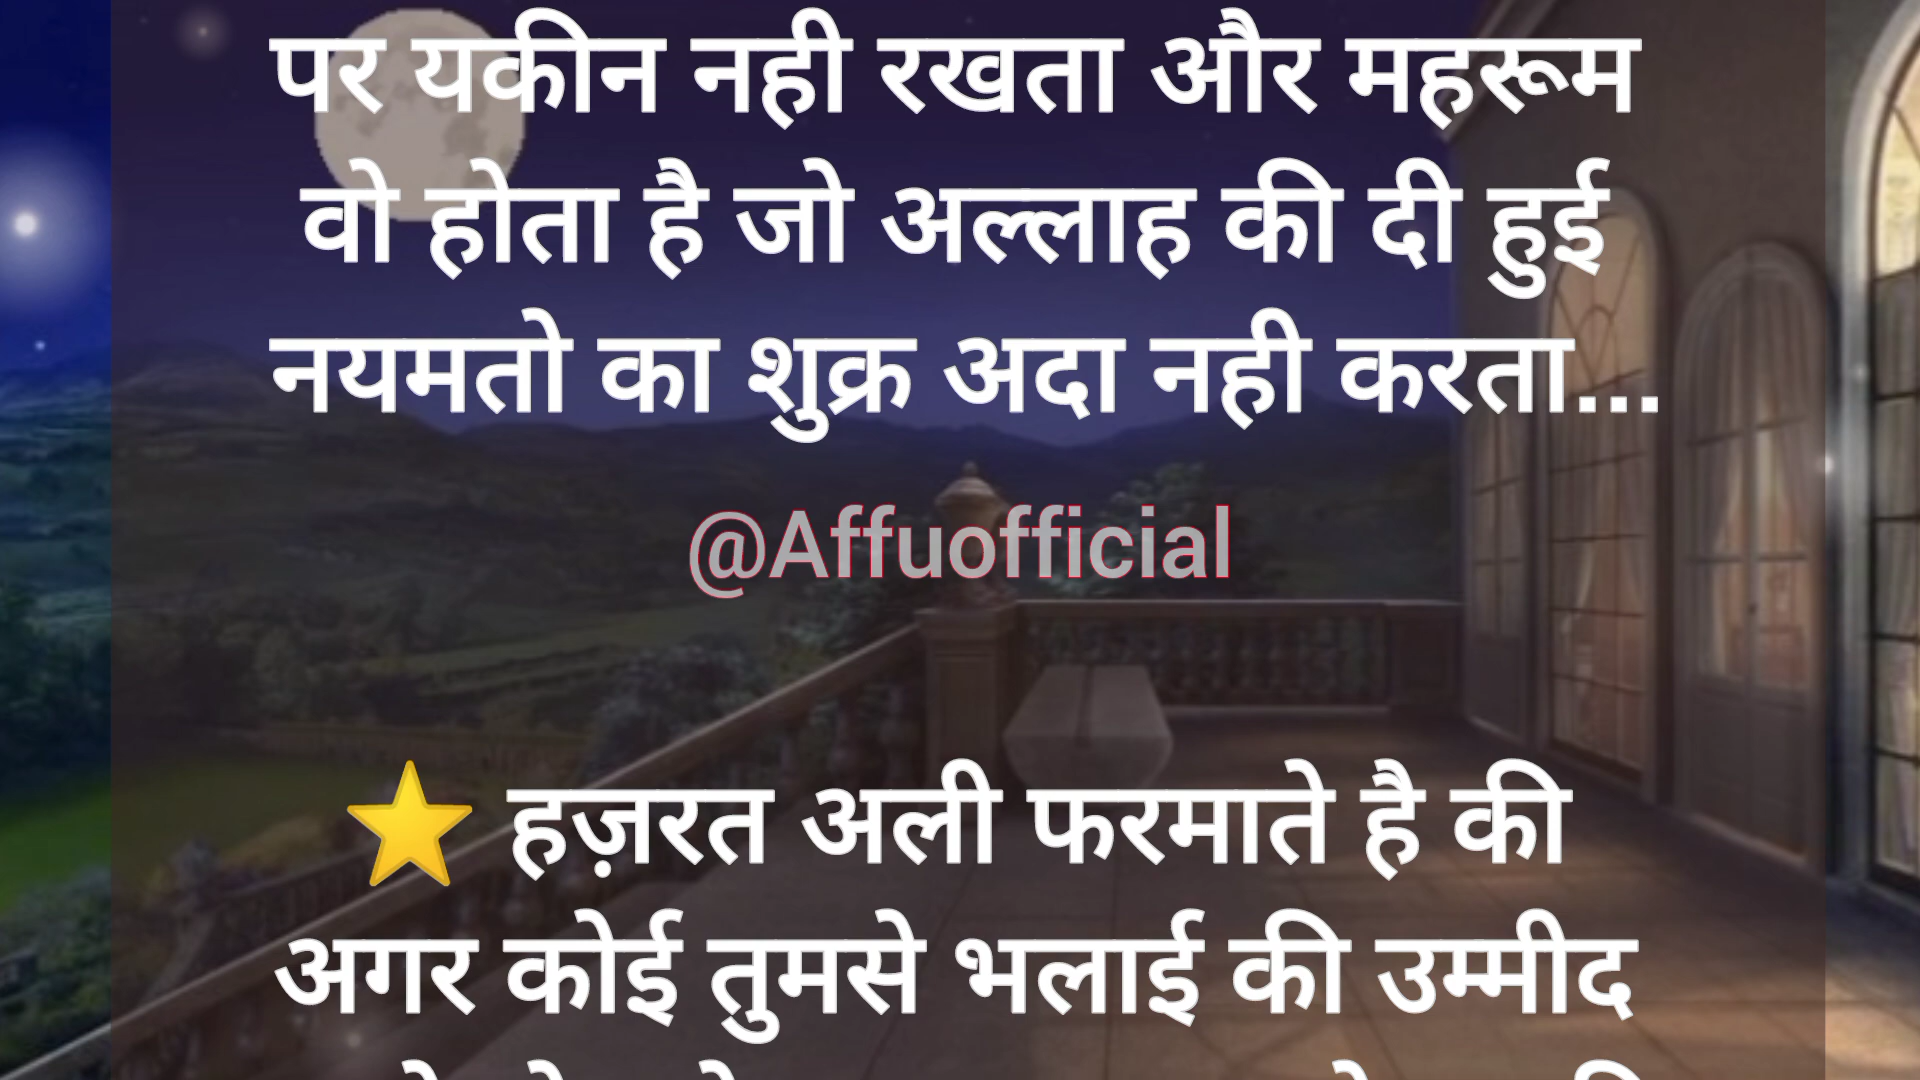 पर यकीन नही रखता और महरूम
वो होता है जो अल्लाह की दी हुई
नयमतो का शुक्र अदा नही करता...
@Affuofficial
⭐ हज़रत अली फरमाते है की
अगर कोई तुमसे भलाई की उम्मीद